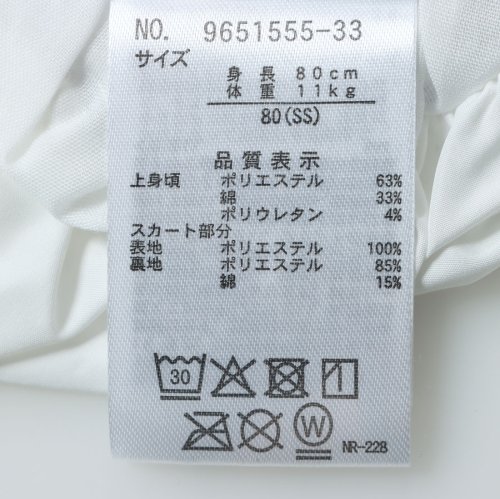 NO. 9651555-33
サイズ
身長 80cm
体重 11kg
80(SS)
品質表示
上身頃 ポリエステル 63%
綿 33%
ポリウレタン 4%
スカート部分
表地 ポリエステル 100%
裏地 ポリエステル 85%
綿 15%
30
W
NR-228